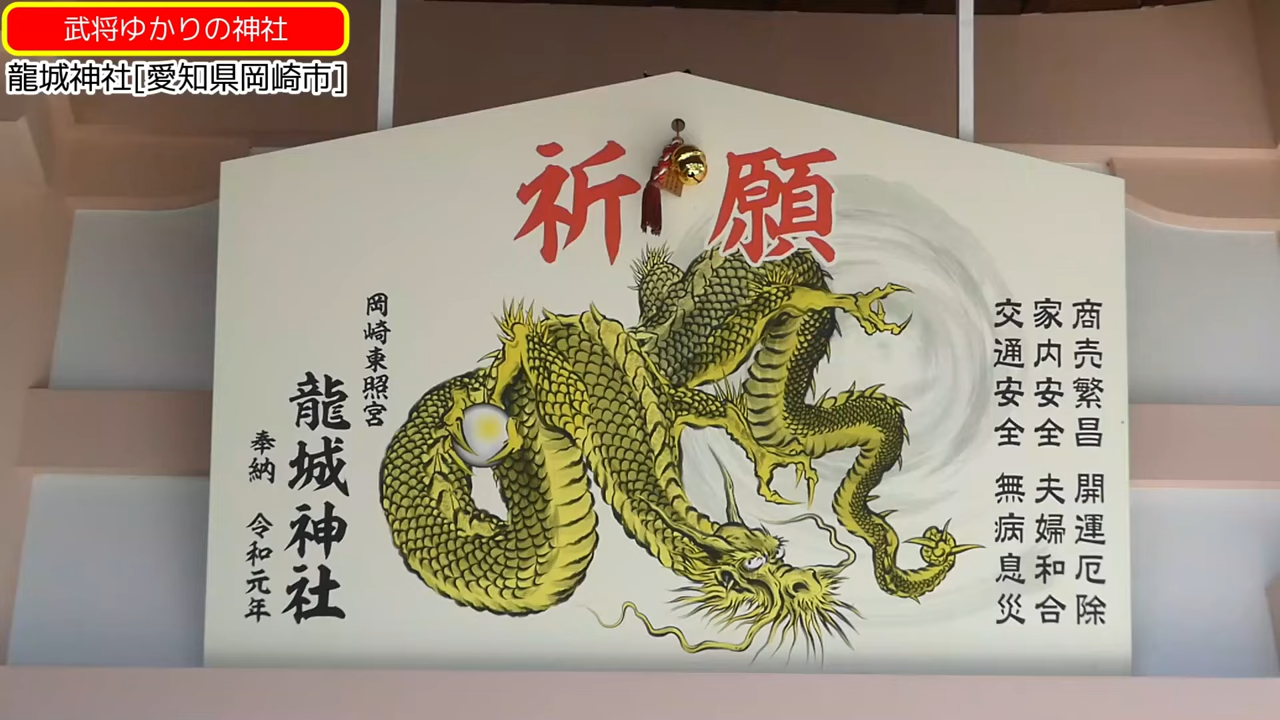 武将ゆかりの神社
龍城神社[愛知県岡崎市]
祈願
商売繁昌 開運厄除
家内安全 夫婦和合
交通安全 無病息災
岡崎東照宮
龍城神社
奉納 令和元年